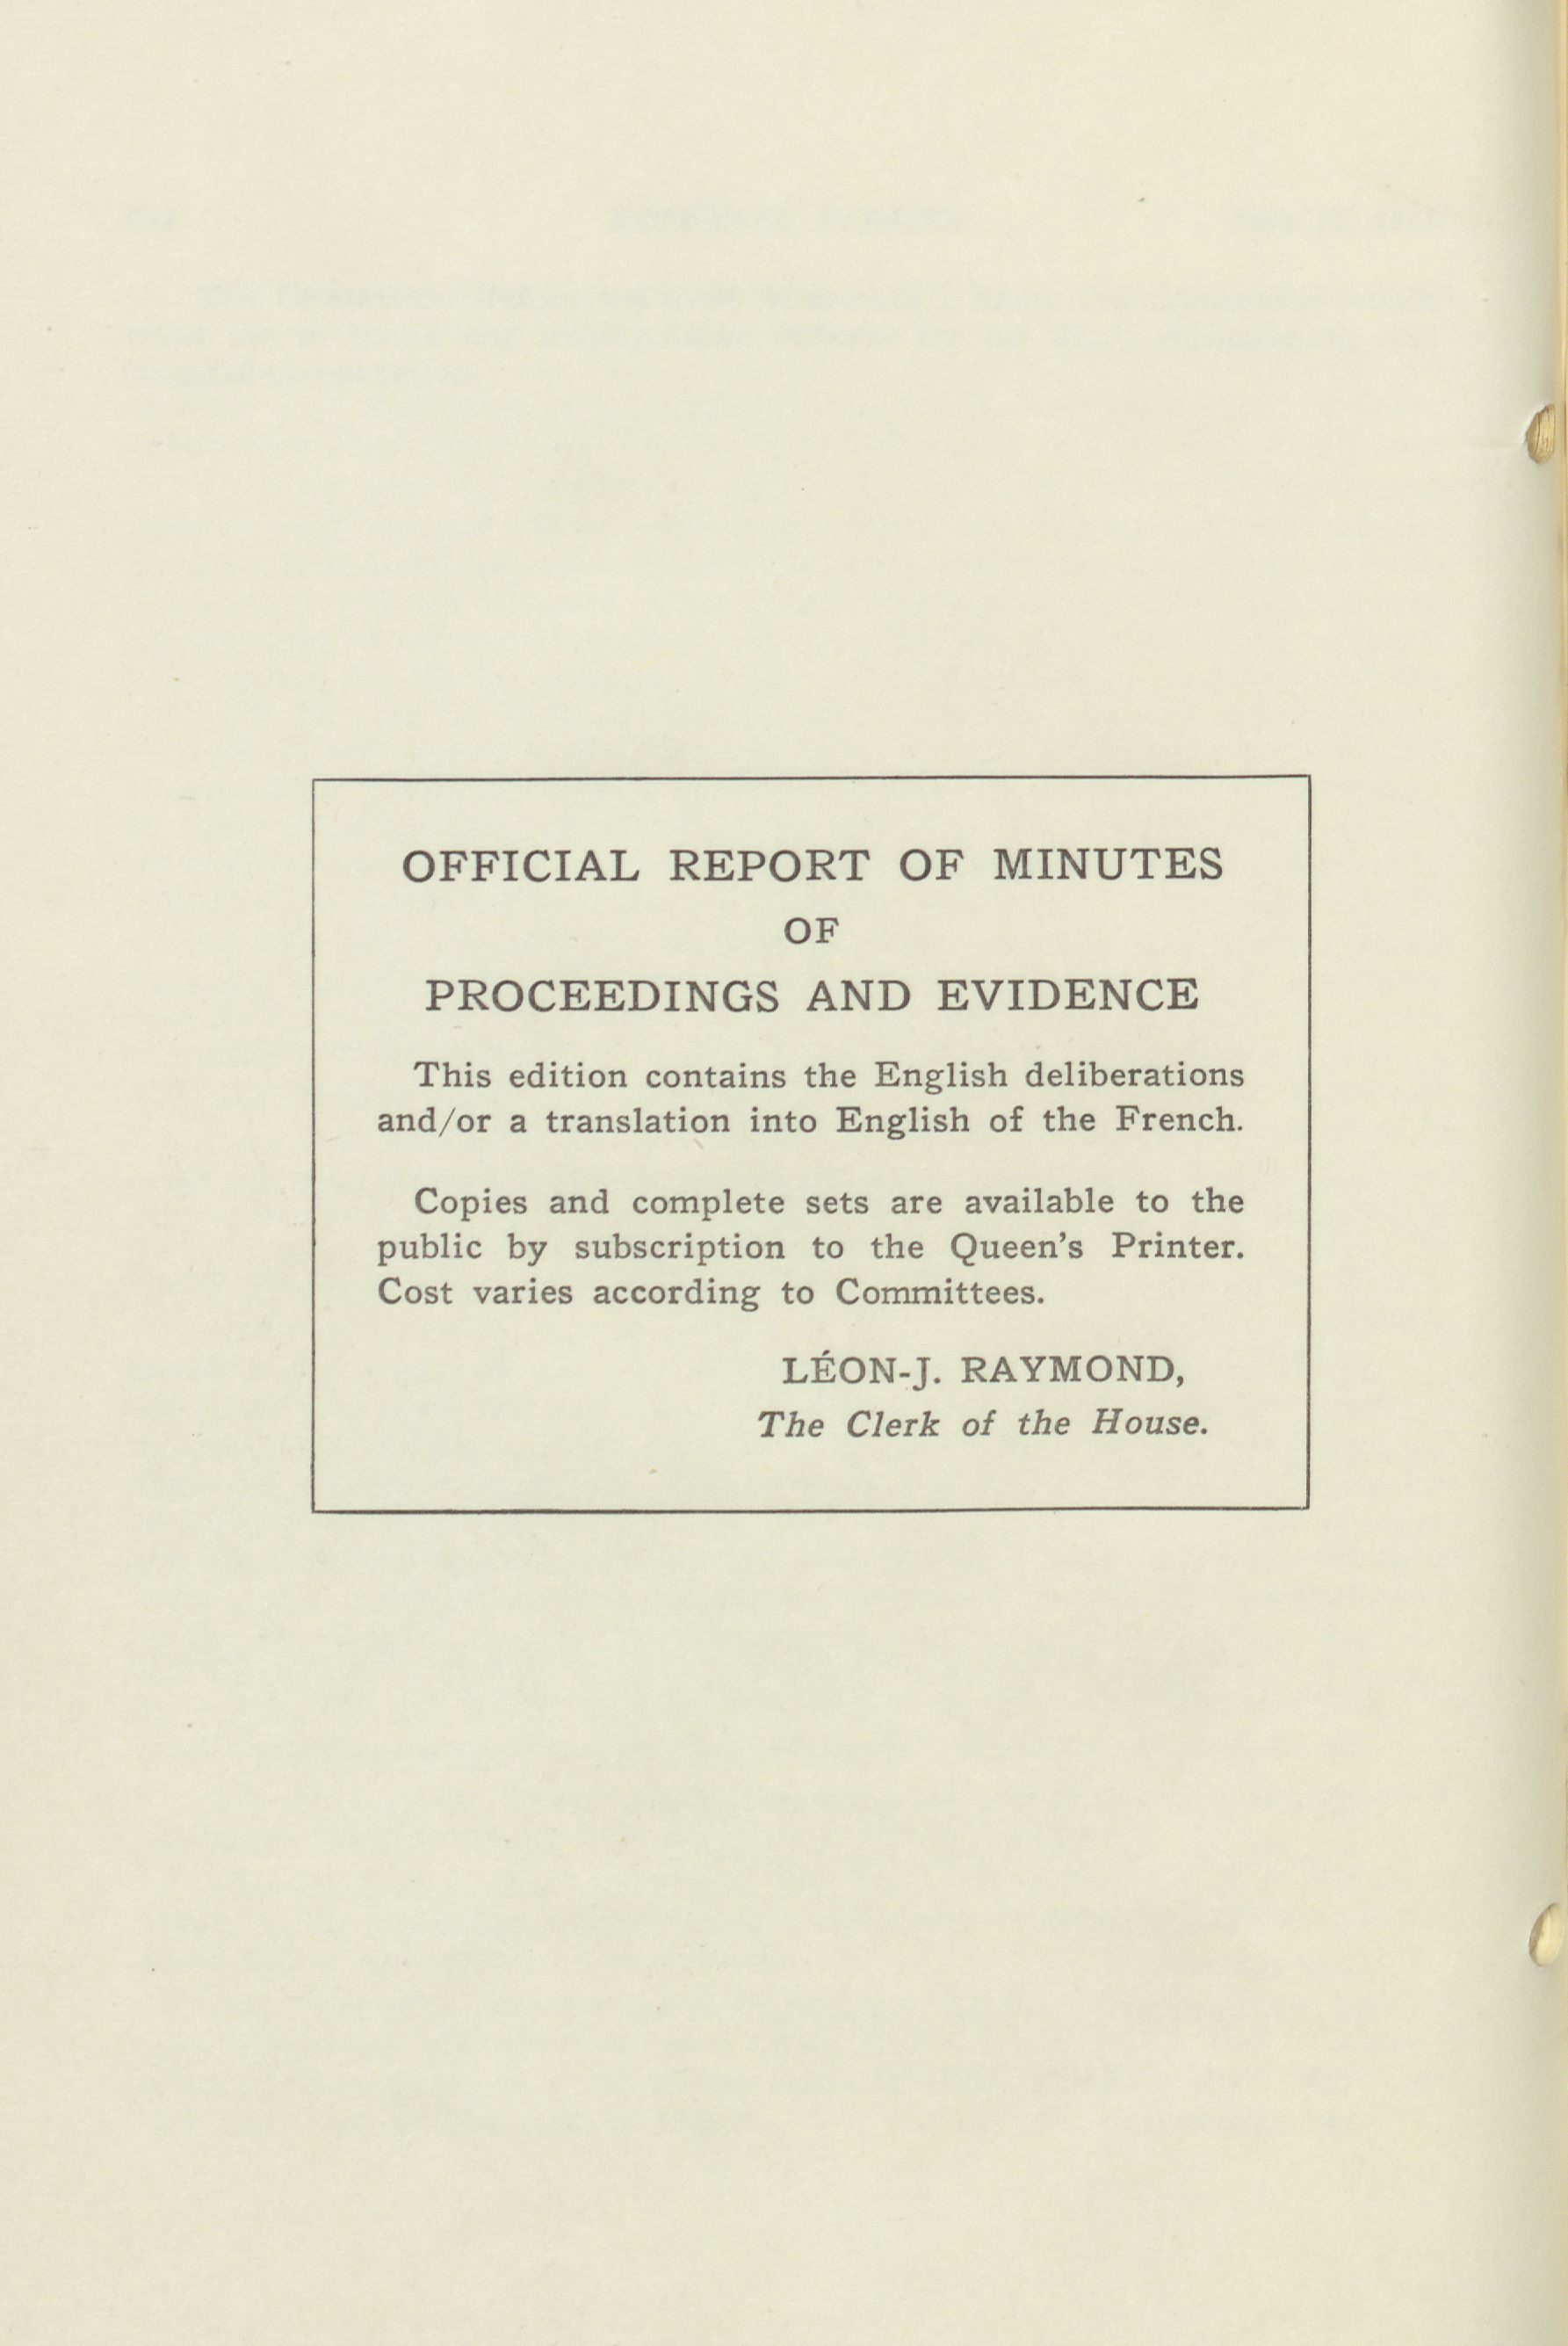 OFFICIAL REPORT OF MINUTES
OF
PROCEEDINGS AND EVIDENCE
This edition contains the English deliberations
and/or a translation into English of the French.
Copies and complete sets are available to the
public by subscription to the Queen's Printer.
Cost varies according to Committees.
LÉON-J. RAYMOND,
The Clerk of the House.